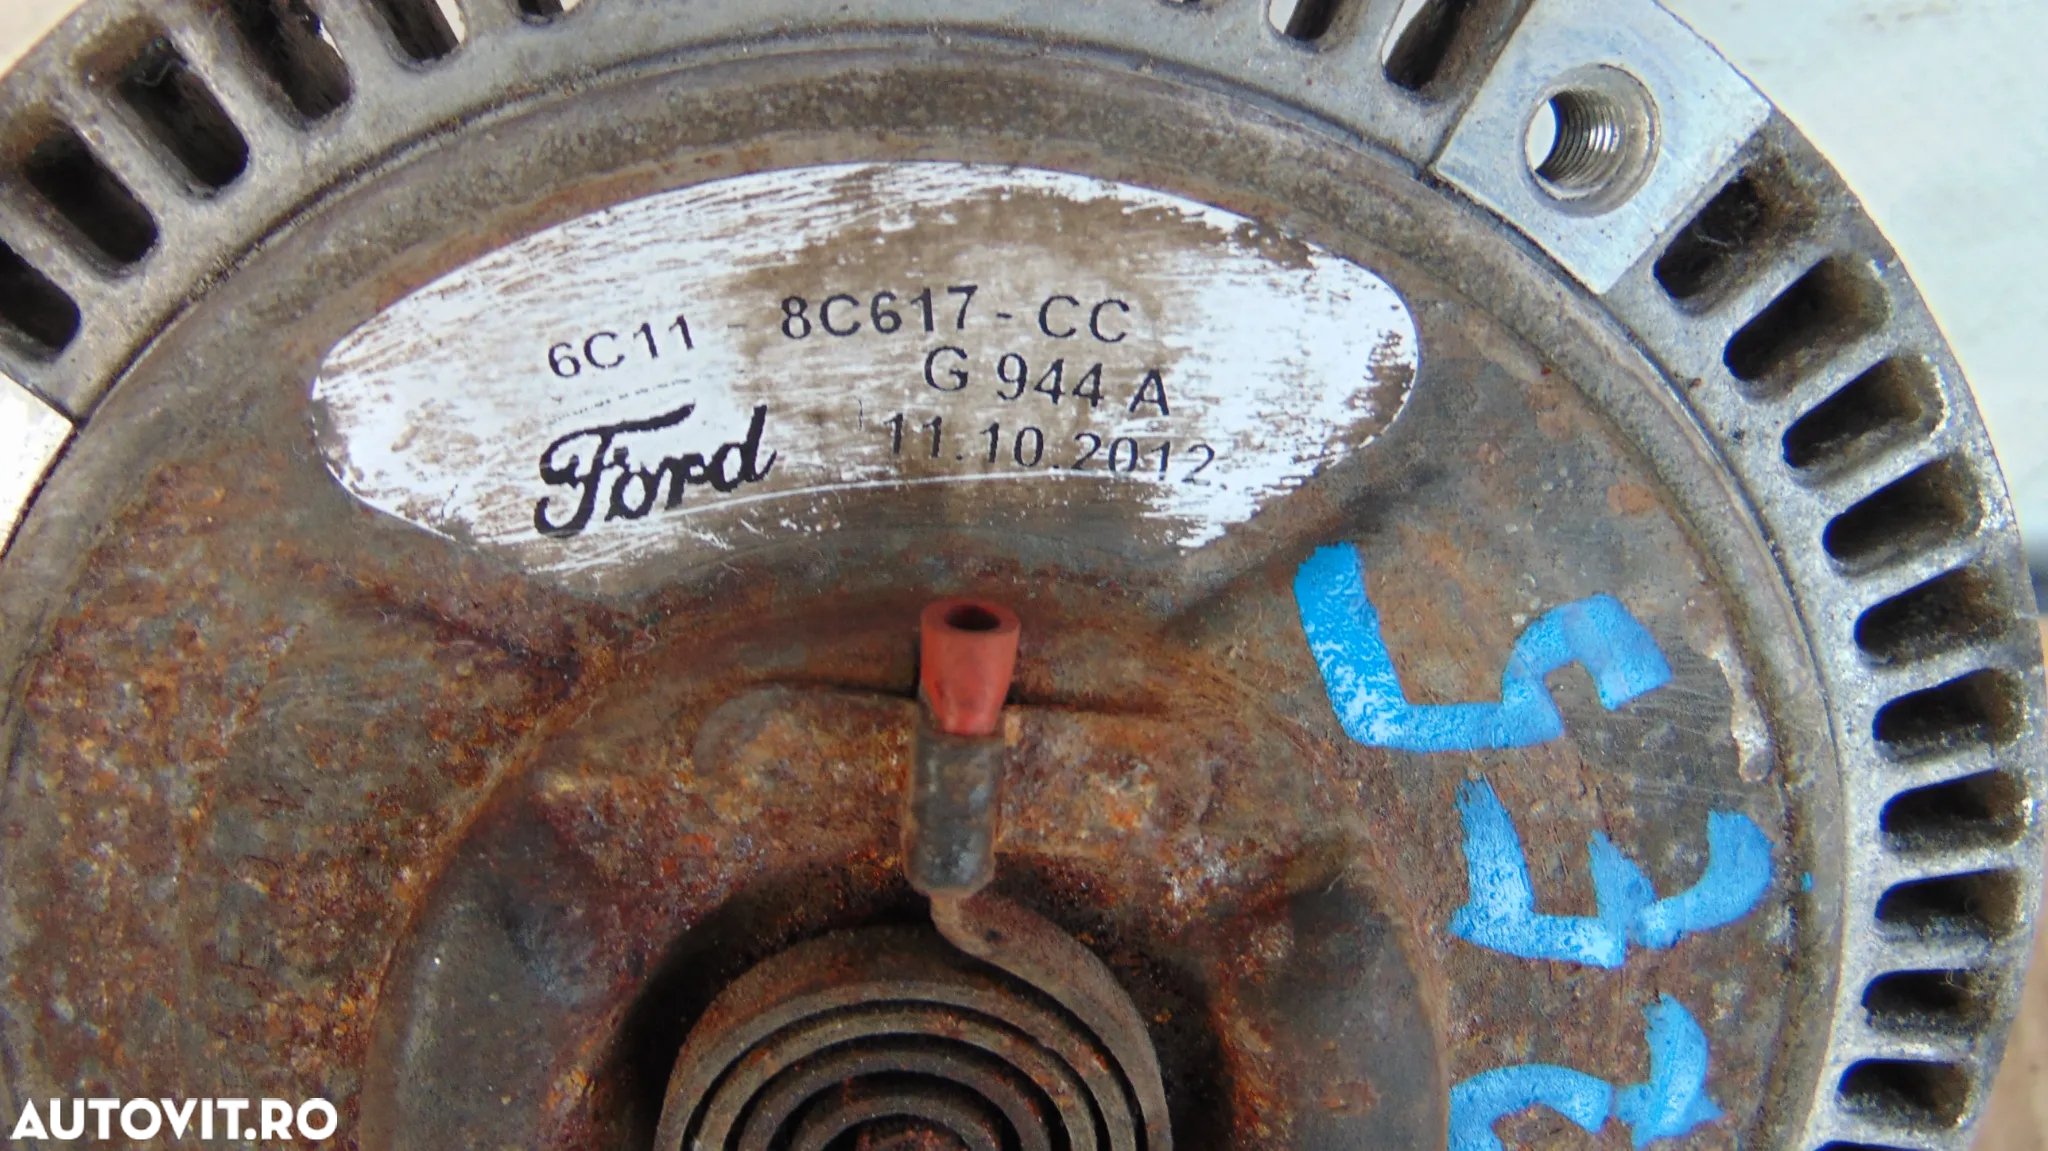 6C11 - 8C617 - CC
G 944 A
11.10.2012
Ford
AUTOVIT.RO